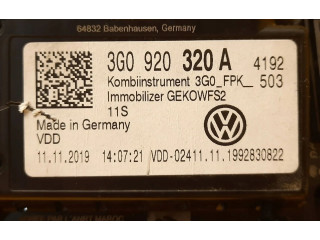 64832 Babenhausen, Germany
3G0 920 320 A 4192
Kombiinstrument 3G0_FPK_ 503
Immobilizer GEKOWFS2
11S
Made in Germany
VDD
11.11.2019 14:07:21 VDD-02411.11.1992830822